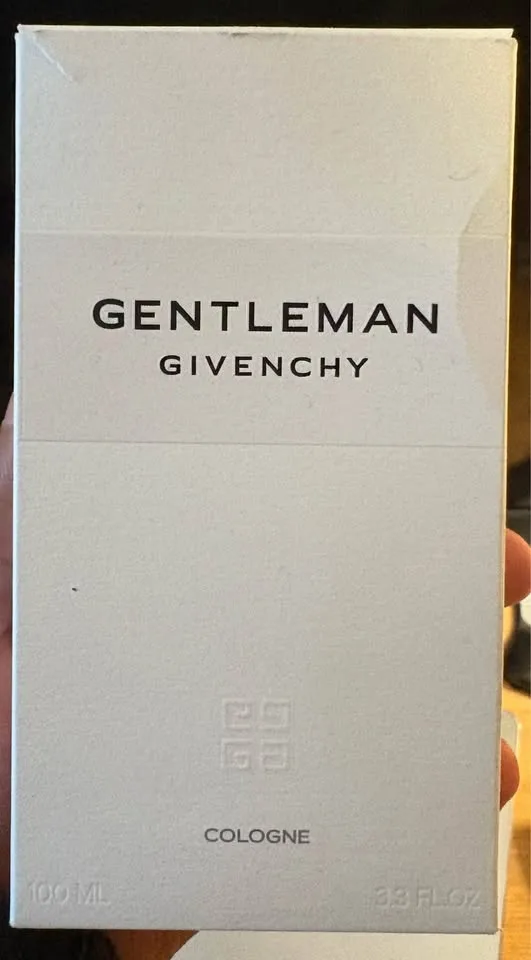 GENTLEMAN
GIVENCHY
COLOGNE
100 ML 3.3 FL.OZ